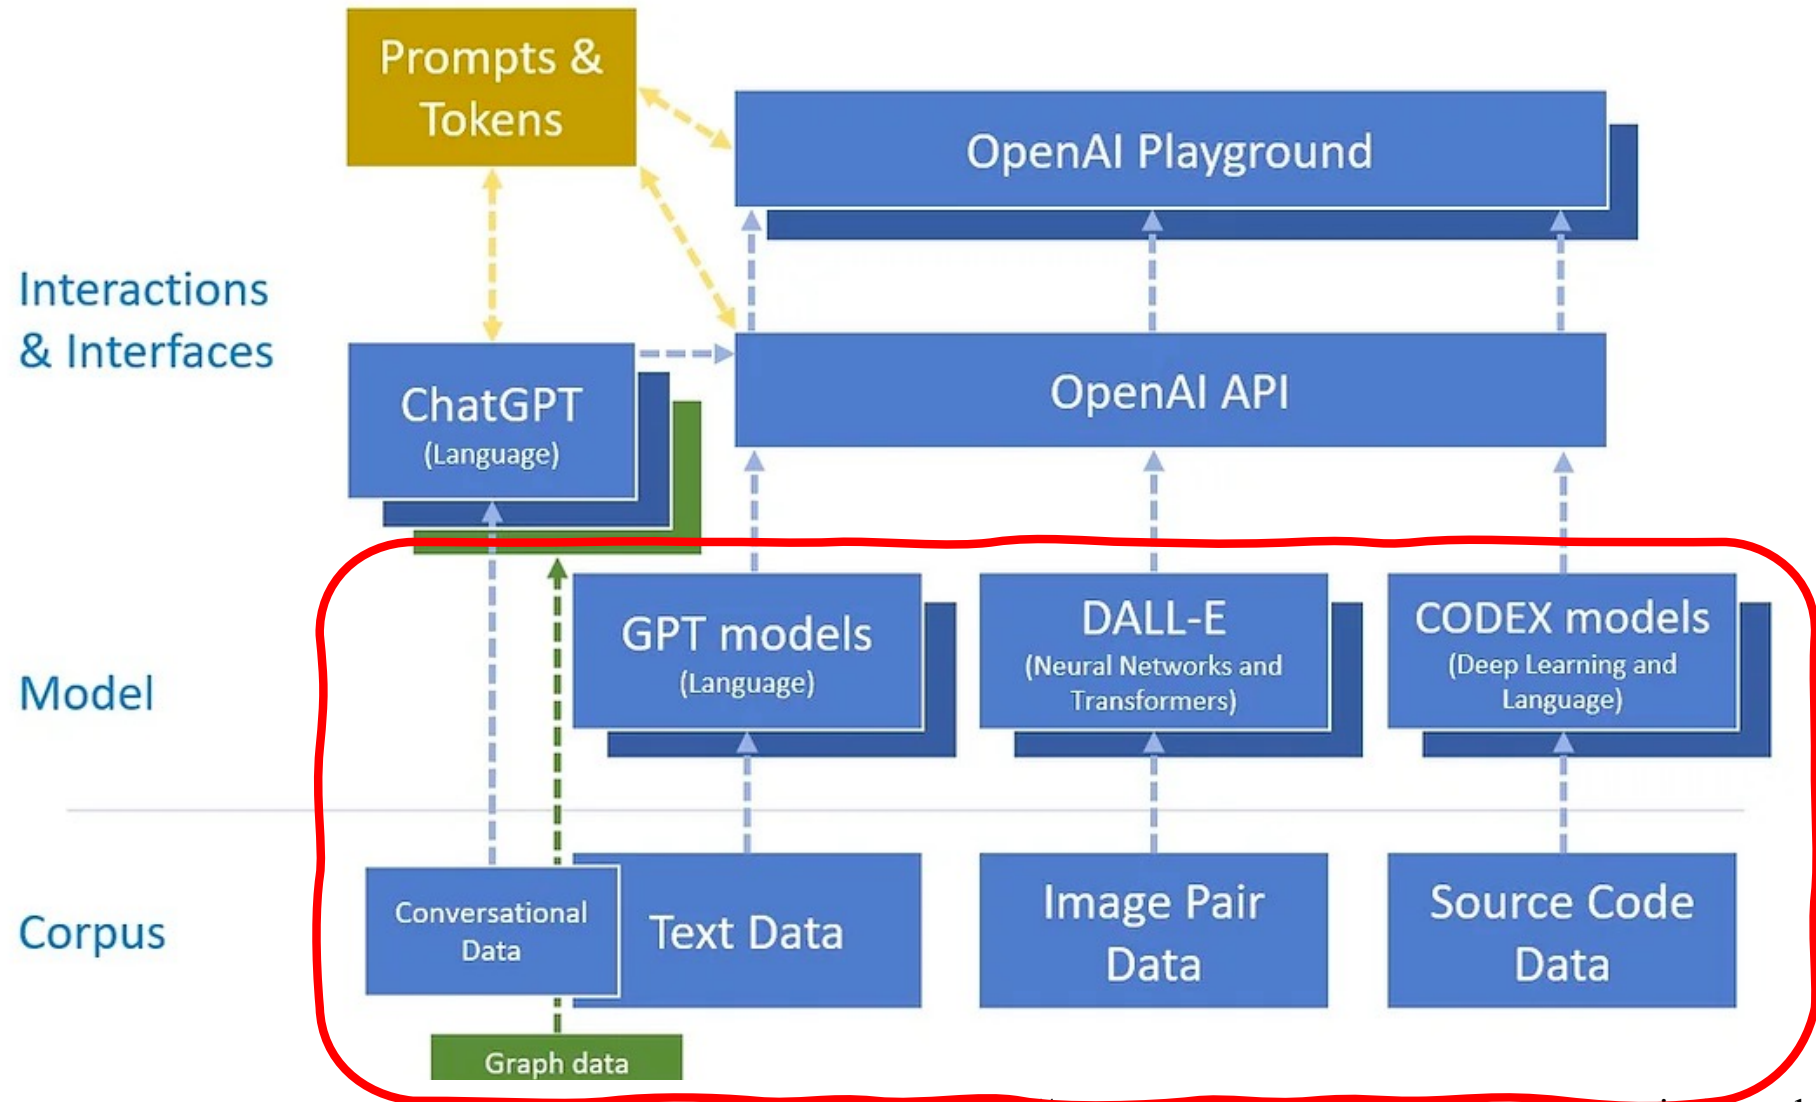 Prompts &
Tokens
OpenAI Playground
Interactions
& Interfaces
ChatGPT
(Language)
OpenAI API
Model
GPT models
(Language)
DALL-E
(Neural Networks and
Transformers)
CODEX models
(Deep Learning and
Language)
Corpus
Conversational
Data
Text Data
Image Pair
Data
Source Code
Data
Graph data